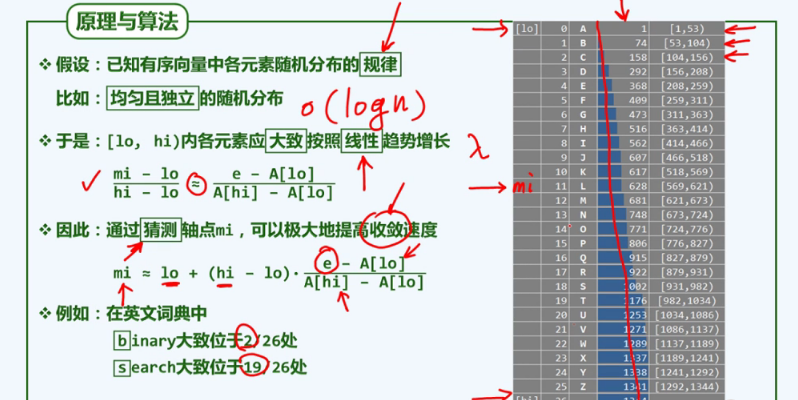 原理与算法
❖ 假设：已知有序向量中各元素随机分布的规律
比如：均匀且独立的随机分布
o(logn)
❖ 于是：[lo, hi)内各元素应大致按照线性趋势增长
λ
mi - lo / hi - lo ≈ e - A[lo] / A[hi] - A[lo]
❖ 因此：通过猜测轴点mi，可以极大地提高收敛速度
mi ≈ lo + (hi - lo)·e - A[lo] / A[hi] - A[lo]
❖ 例如：在英文词典中
binary大致位于2/26处
search大致位于19/26处
[lo] 0 A 1 [1,53)
1 B 74 [53,104)
2 C 158 [104,156)
3 D 292 [156,208)
4 E 368 [208,259)
5 F 409 [259,311)
6 G 473 [311,363)
7 H 516 [363,414)
8 I 562 [414,466)
9 J 607 [466,518)
10 K 617 [518,569)
mi 11 L 628 [569,621)
12 M 681 [621,673)
13 N 748 [673,724)
14 O 771 [724,776)
15 P 806 [776,827)
16 Q 915 [827,879)
17 R 922 [879,931)
18 S 1002 [931,982)
19 T 1176 [982,1034)
20 U 1253 [1034,1086)
21 V 1271 [1086,1137)
22 W 1289 [1137,1189)
23 X 1337 [1189,1241)
24 Y 1338 [1241,1292)
25 Z 1341 [1292,1344)
[hi] 26